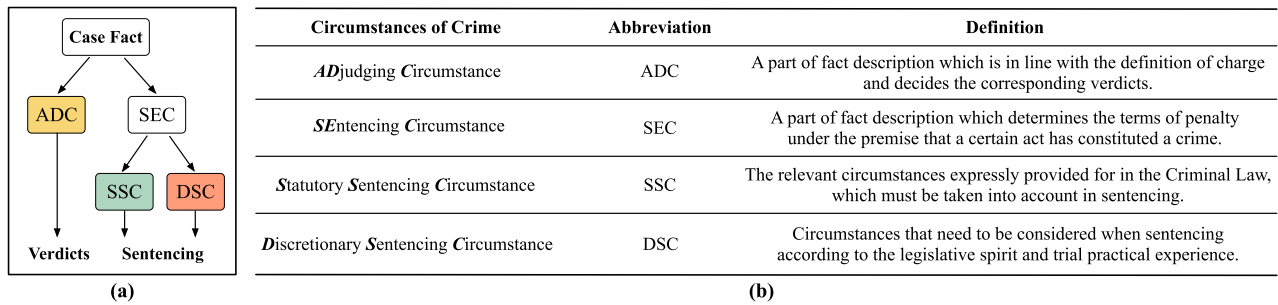 Case Fact
ADC
SEC
SSC
DSC
Verdicts
Sentencing
(a)
Circumstances of Crime
Abbreviation
Definition
ADjudging Circumstance
ADC
A part of fact description which is in line with the definition of charge
and decides the corresponding verdicts.
SEntencing Circumstance
SEC
A part of fact description which determines the terms of penalty
under the premise that a certain act has constituted a crime.
Statutory Sentencing Circumstance
SSC
The relevant circumstances expressly provided for in the Criminal Law,
which must be taken into account in sentencing.
Discretionary Sentencing Circumstance
DSC
Circumstances that need to be considered when sentencing
according to the legislative spirit and trial practical experience.
(b)